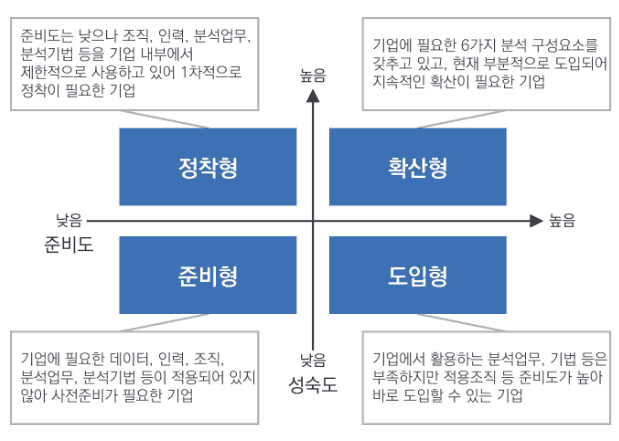 준비도는 낮으나 조직, 인력, 분석업무,
분석기법 등을 기업 내부에서
제한적으로 사용하고 있어 1차적으로
정착이 필요한 기업
기업에 필요한 6가지 분석 구성요소를
갖추고 있고, 현재 부분적으로 도입되어
지속적인 확산이 필요한 기업
높음
정착형
확산형
낮음
준비도
높음
준비형
도입형
낮음
성숙도
기업에 필요한 데이터, 인력, 조직,
분석업무, 분석기법 등이 적용되어 있지
않아 사전준비가 필요한 기업
기업에서 활용하는 분석업무, 기법 등은
부족하지만 적용조직 등 준비도가 높아
바로 도입할 수 있는 기업